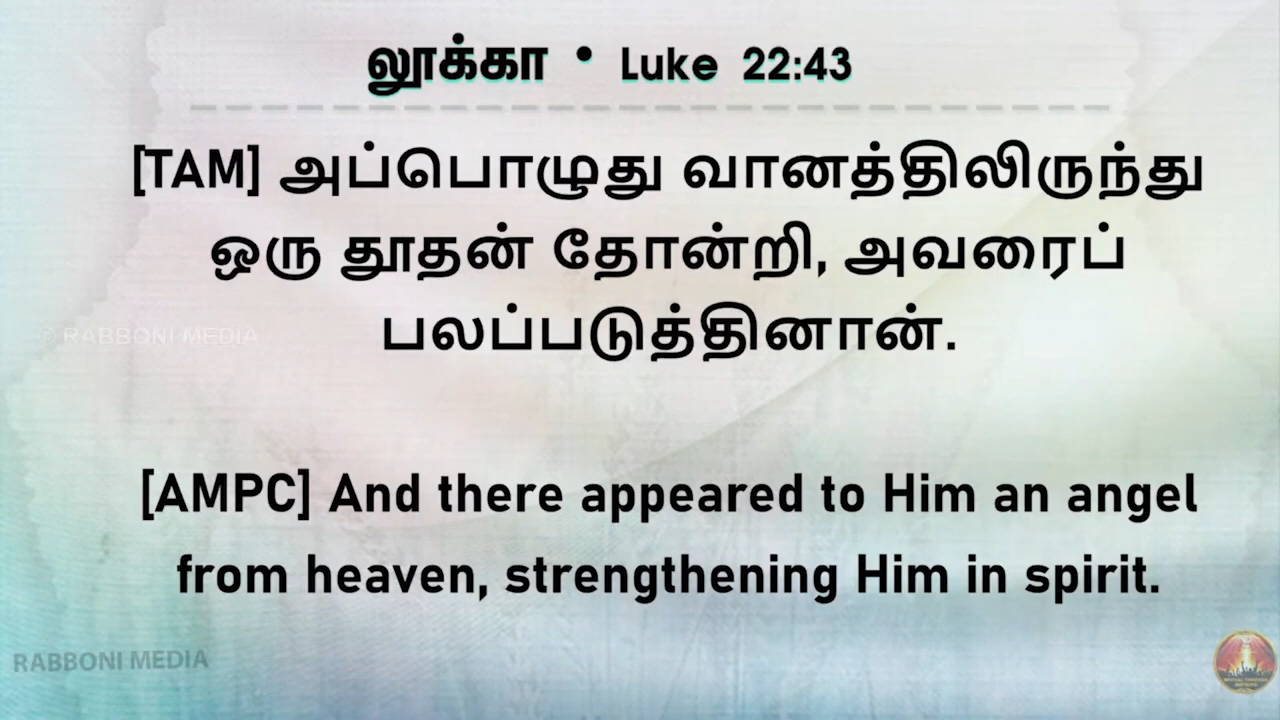 லூக்கா • Luke 22:43
[TAM] அப்பொழுது வானத்திலிருந்து
ஒரு தூதன் தோன்றி, அவரைப்
பலப்படுத்தினான்.
© RABBONI MEDIA
[AMPC] And there appeared to Him an angel
from heaven, strengthening Him in spirit.
RABBONI MEDIA